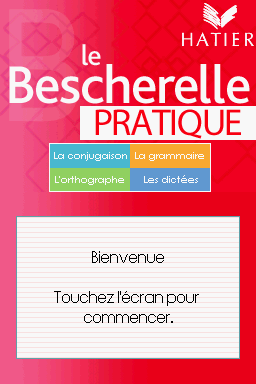 HATIER
le
Bescherelle
PRATIQUE
La conjugaison La grammaire
L'orthographe Les dictées
Bienvenue
Touchez l'écran pour
commencer.